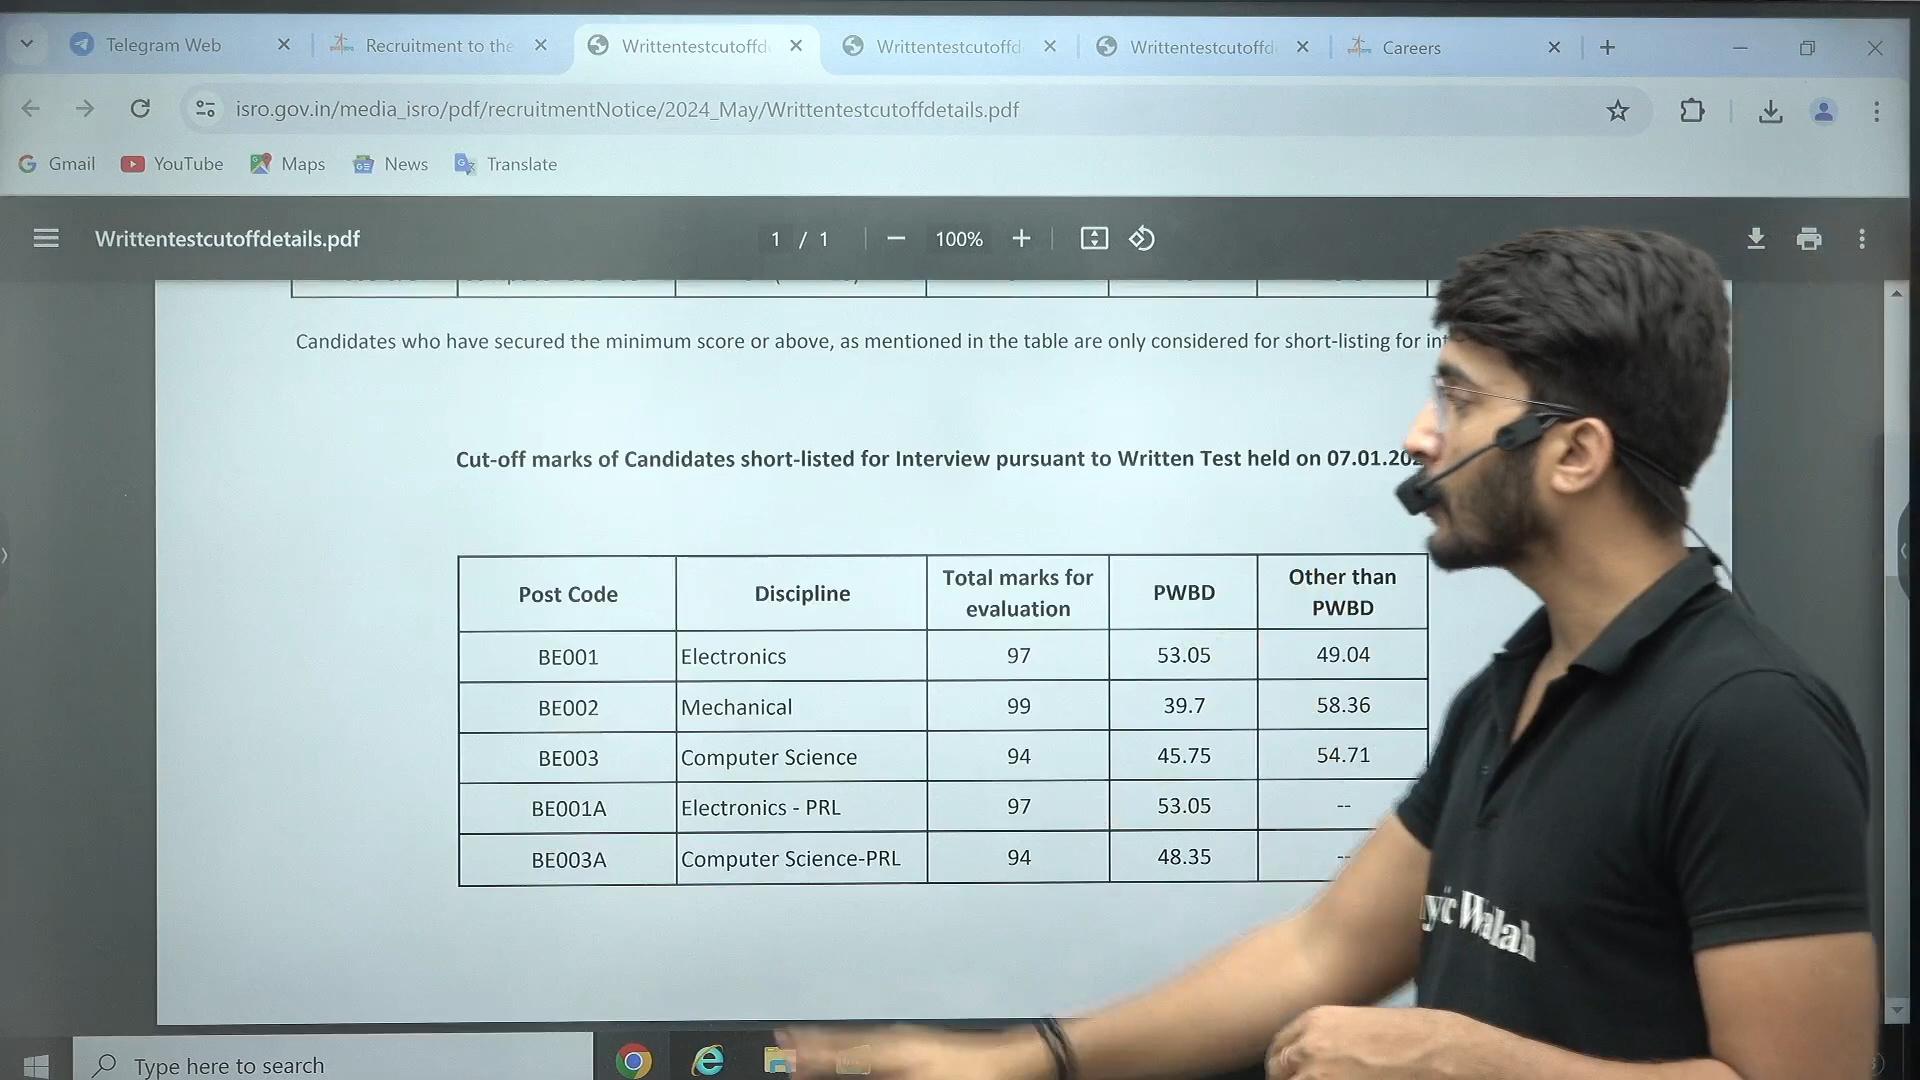 Telegram Web
Recruitment to the
Writtentestcutoffd
Writtentestcutoffd
Writtentestcutoffd
Careers
isro.gov.in/media_isro/pdf/recruitmentNotice/2024_May/Writtentestcutoffdetails.pdf
Gmail YouTube Maps News Translate
Writtentestcutoffdetails.pdf 1 / 1 100%
Candidates who have secured the minimum score or above, as mentioned in the table are only considered for short-listing for
Cut-off marks of Candidates short-listed for Interview pursuant to Written Test held on 07.01.20
Post Code Discipline Total marks for evaluation PWBD Other than PWBD
BE001 Electronics 97 53.05 49.04
BE002 Mechanical 99 39.7 58.36
BE003 Computer Science 94 45.75 54.71
BE001A Electronics - PRL 97 53.05 --
BE003A Computer Science-PRL 94 48.35 --
Walah
Type here to search